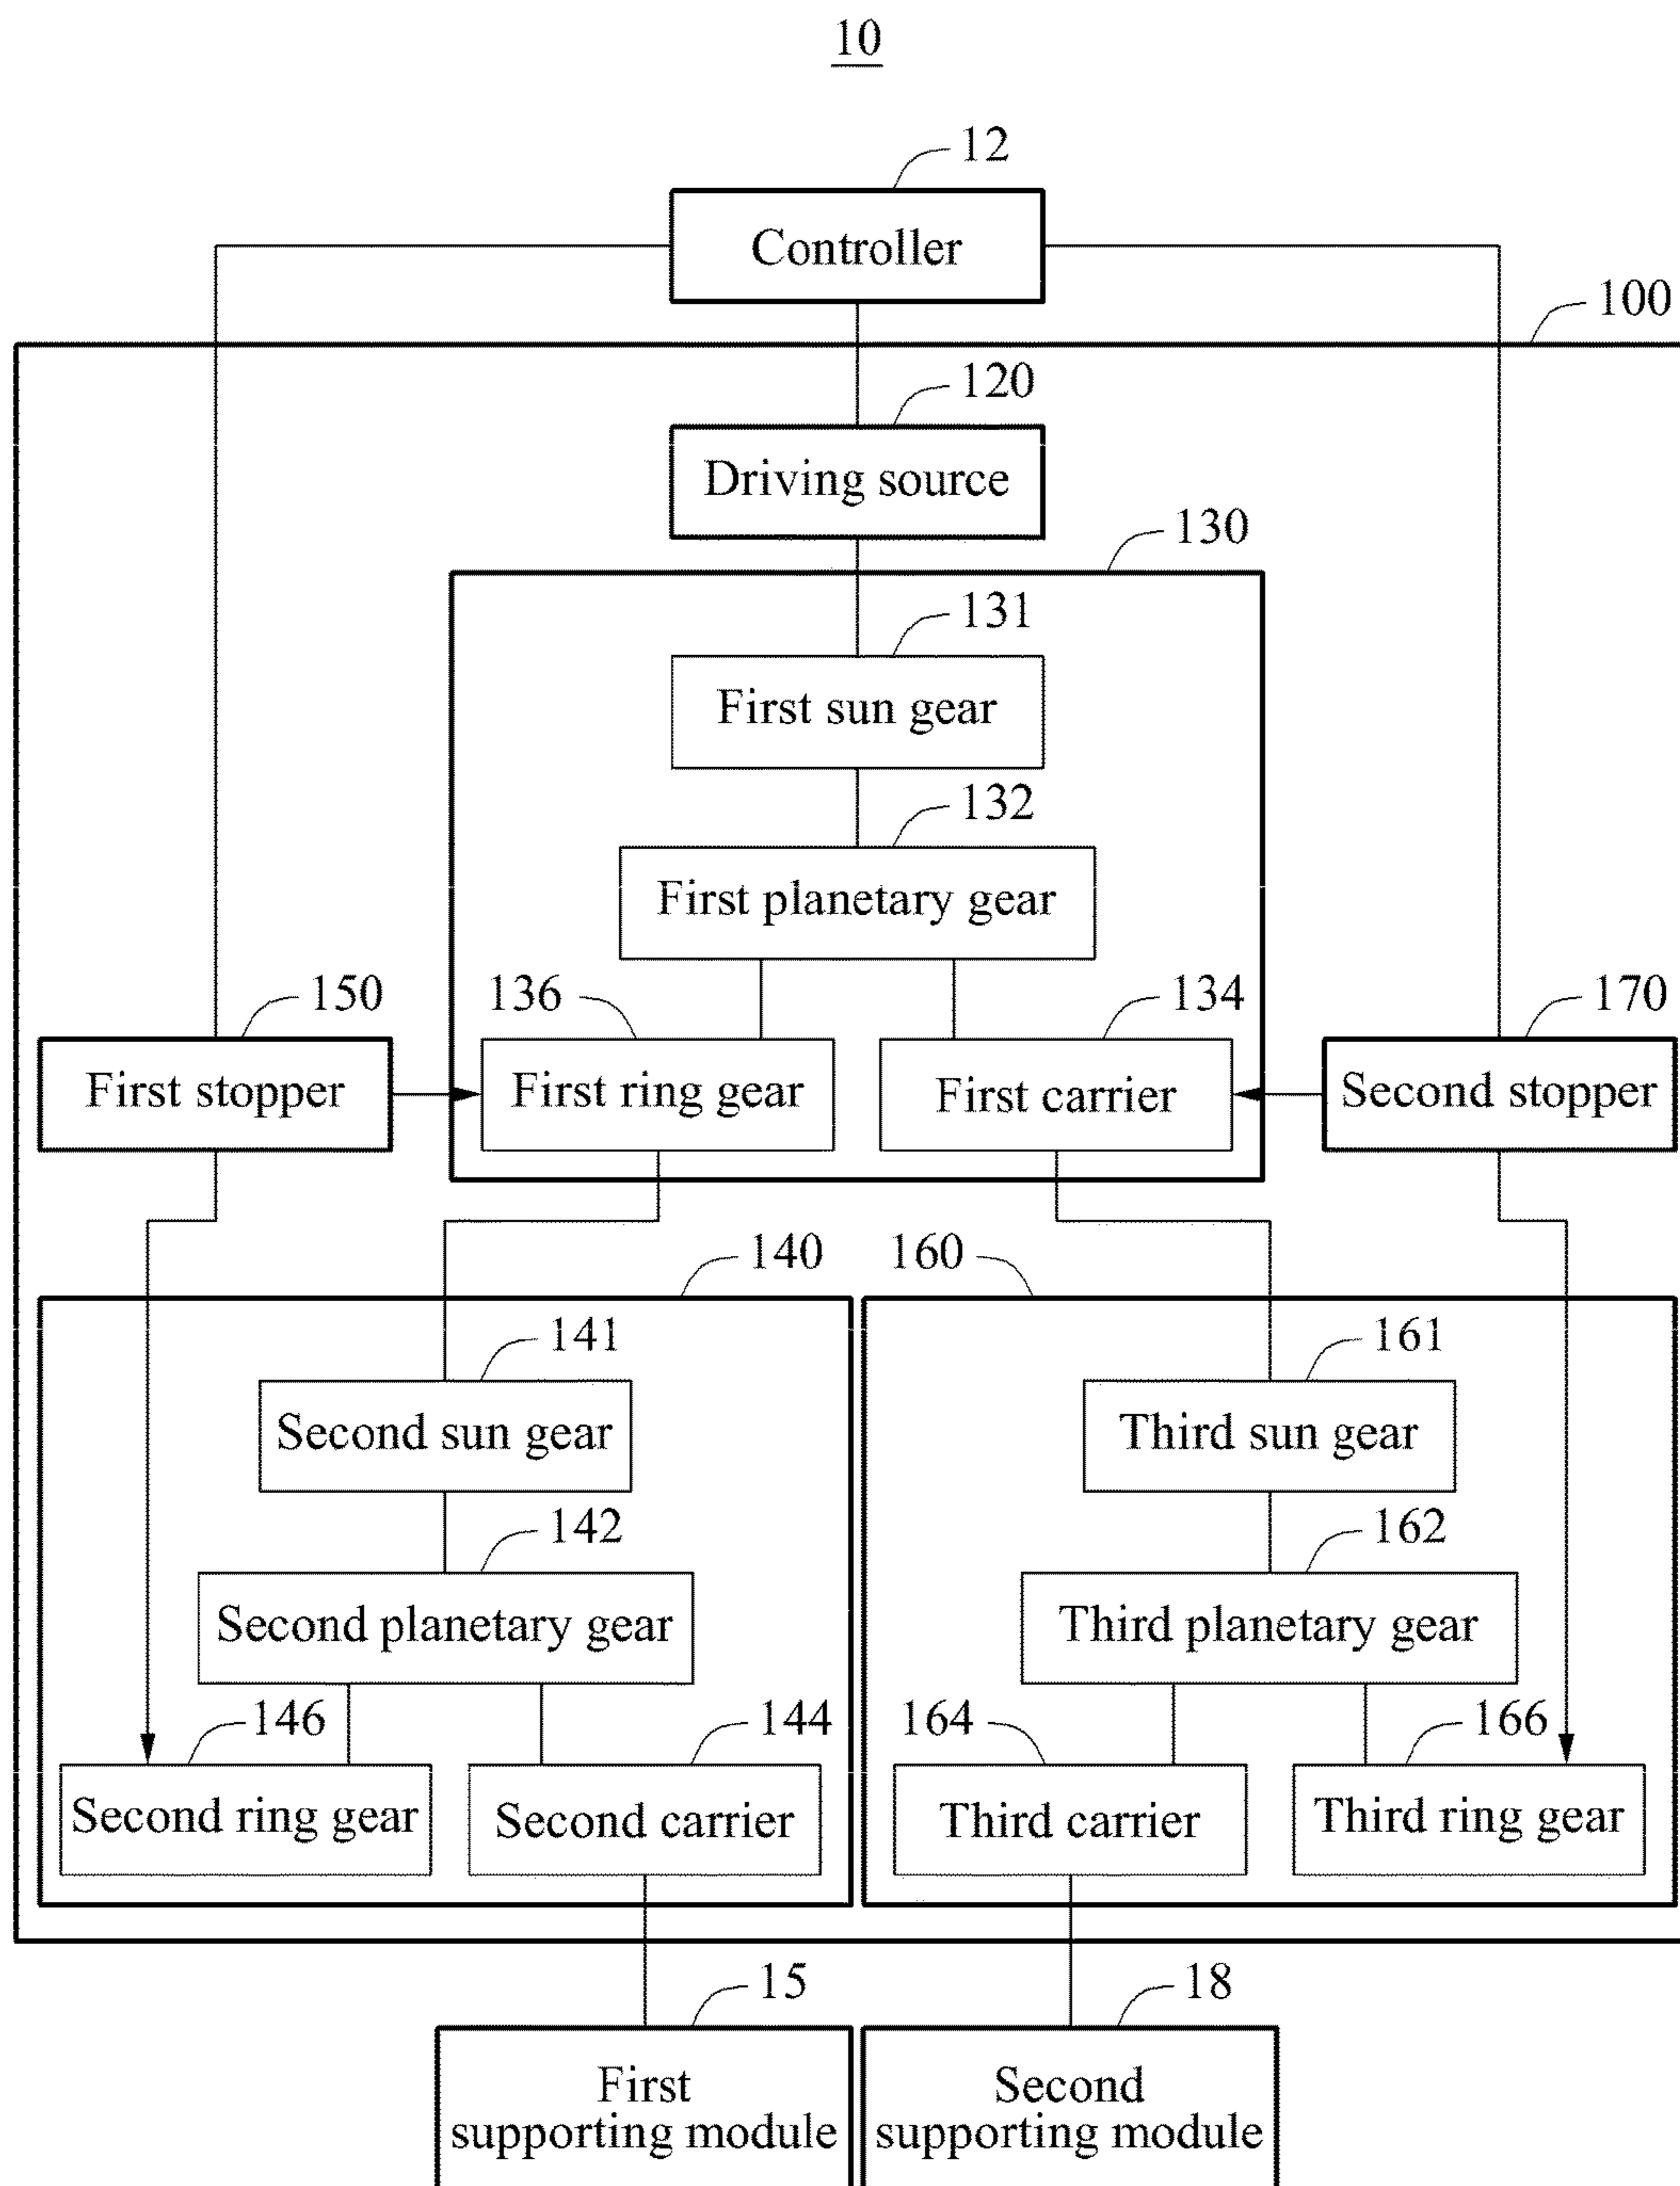 10
12
Controller
100
120
Driving source
130
131
First sun gear
132
First planetary gear
150
136
134
170
First stopper
First ring gear
First carrier
Second stopper
140
160
141
161
Second sun gear
Third sun gear
142
162
Second planetary gear
Third planetary gear
146
144
164
166
Second ring gear
Second carrier
Third carrier
Third ring gear
15
18
First
supporting module
Second
supporting module